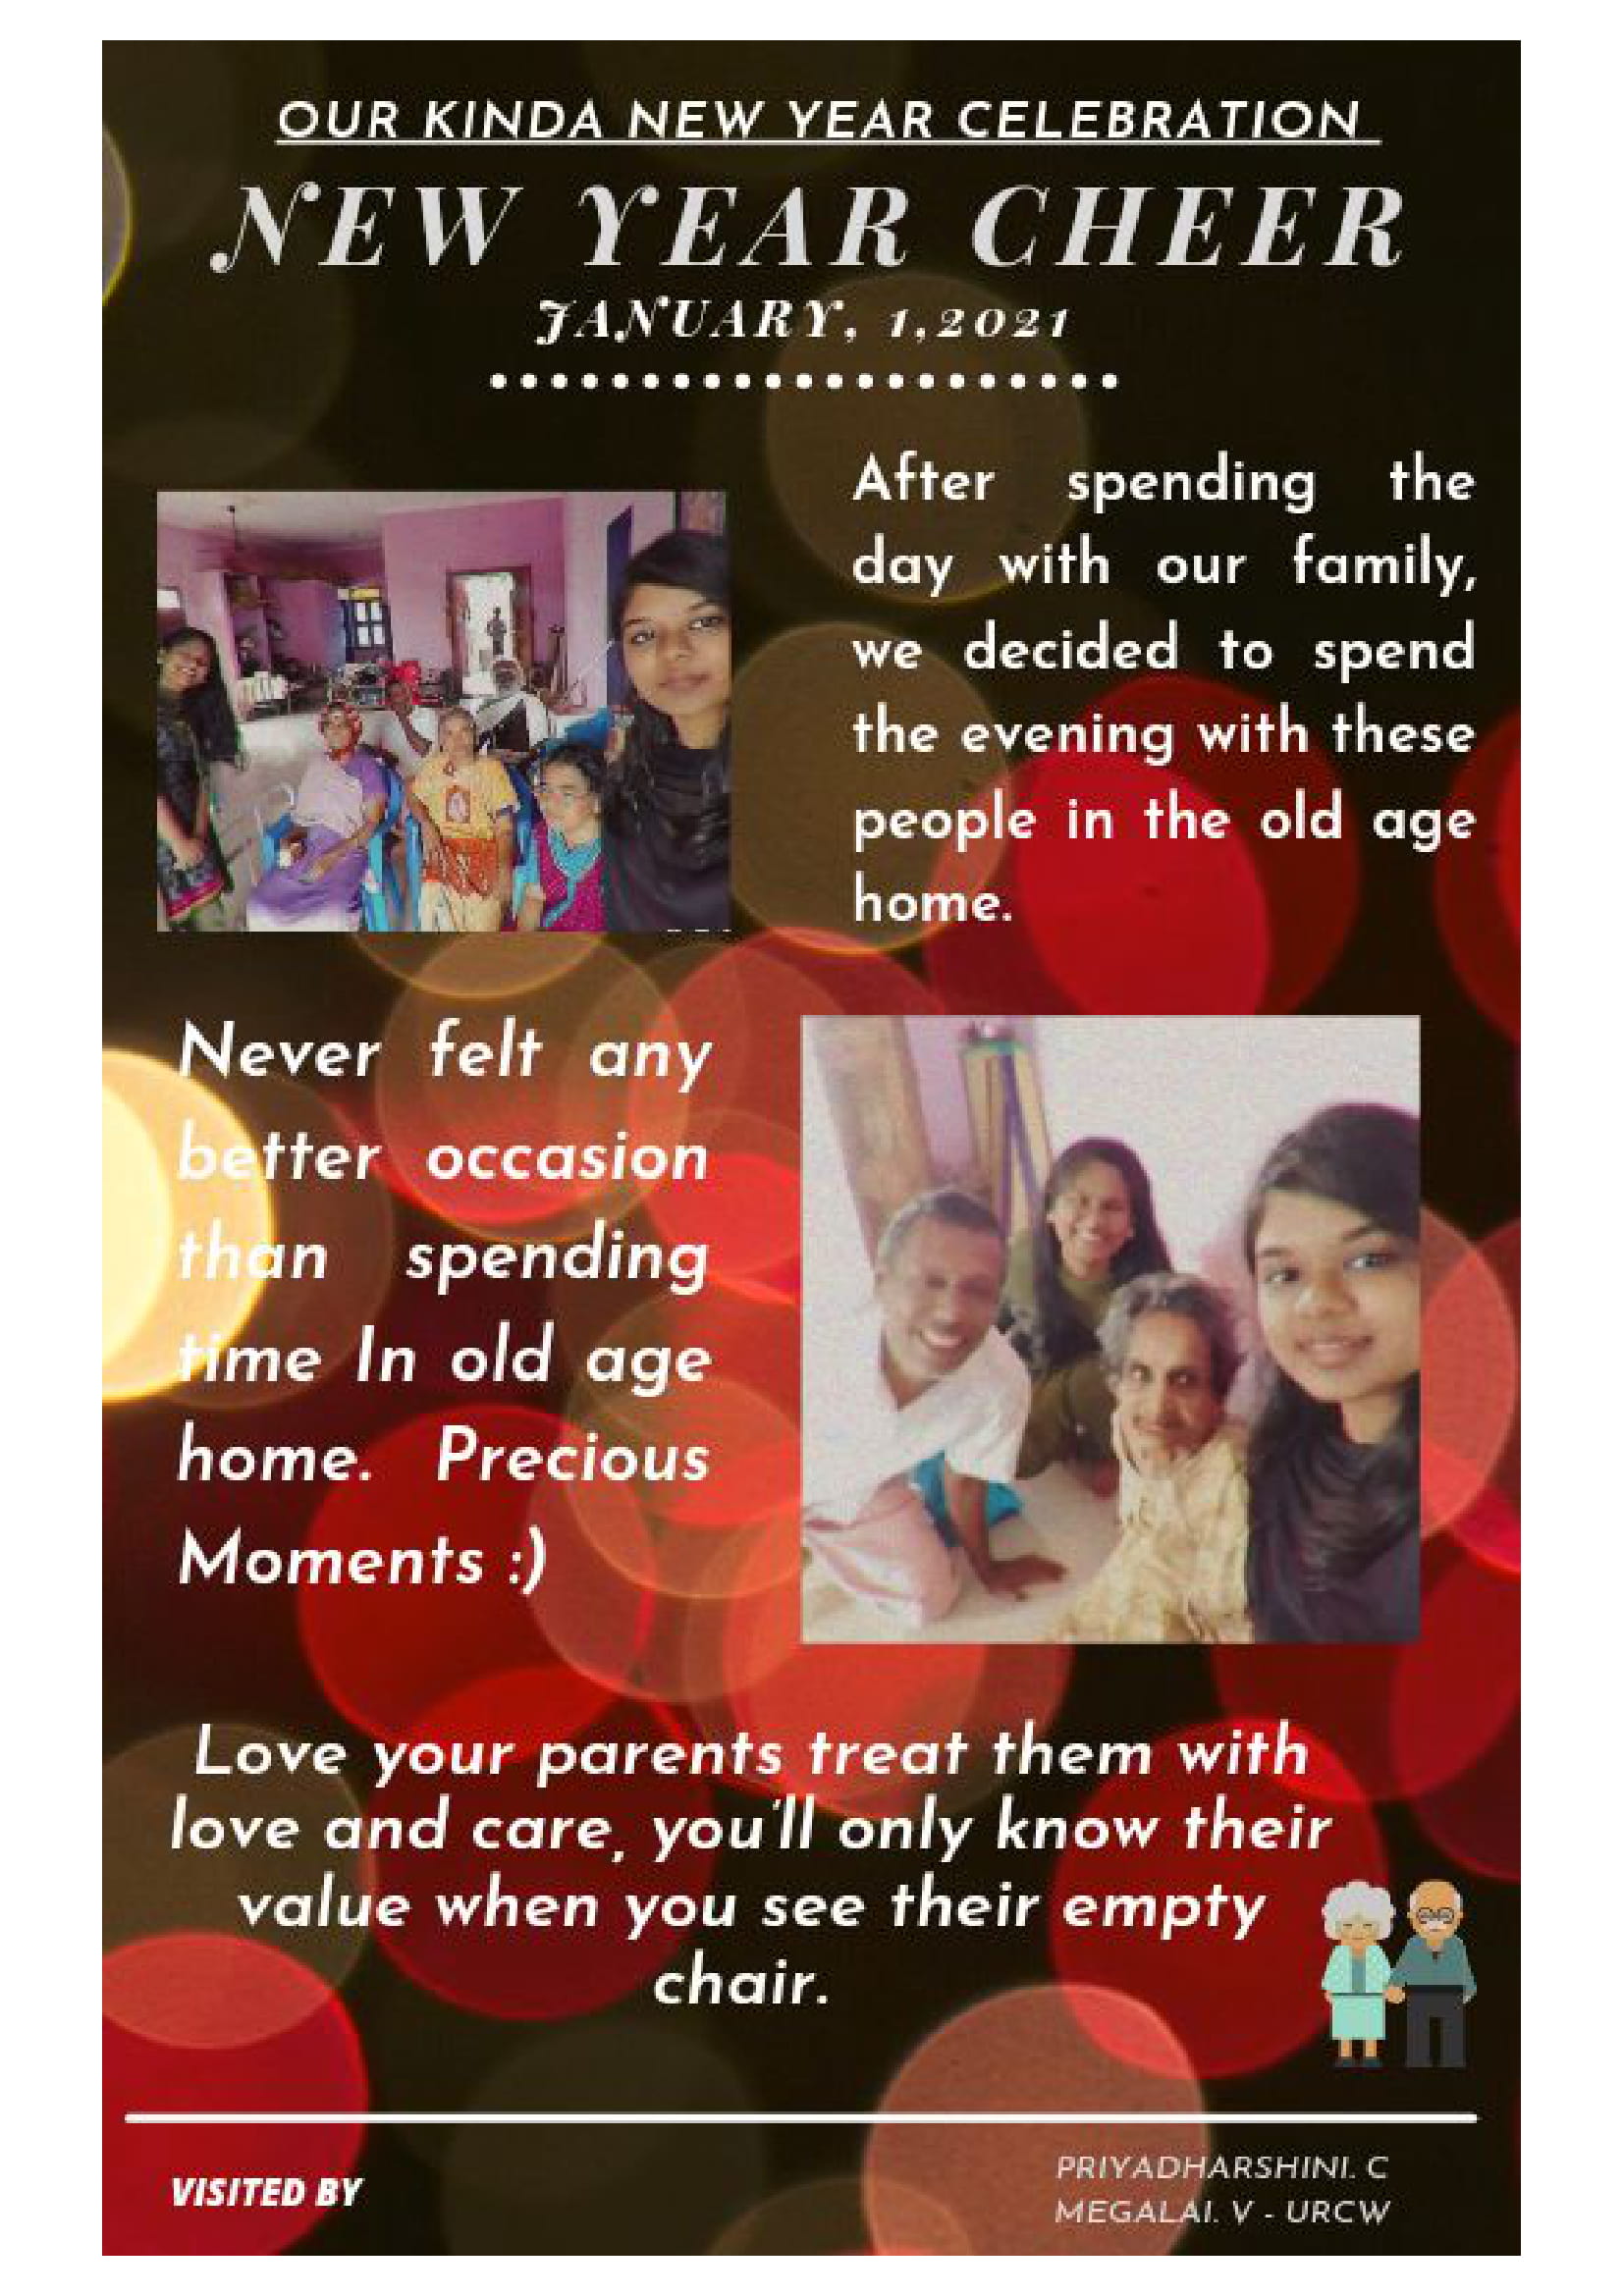 OUR KINDA NEW YEAR CELEBRATION
NEW YEAR CHEER
JANUARY, 1,2021
After spending the
day with our family,
we decided to spend
the evening with these
people in the old age
home.
Never felt any
better occasion
than spending
time In old age
home. Precious
Moments :)
Love your parents treat them with
love and care, you'll only know their
value when you see their empty
chair.
VISITED BY
PRIYADHARSHINI. C
MEGALAI. V - URCW